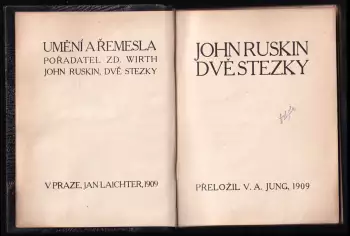 UMĚNÍ A ŘEMESLA
POŘADATEL ZD. WIRTH
JOHN RUSKIN, DVĚ STEZKY
V PRAZE, JAN LAICHTER, 1909
JOHN RUSKIN
DVĚ STEZKY
PŘELOŽIL V. A. JUNG, 1909